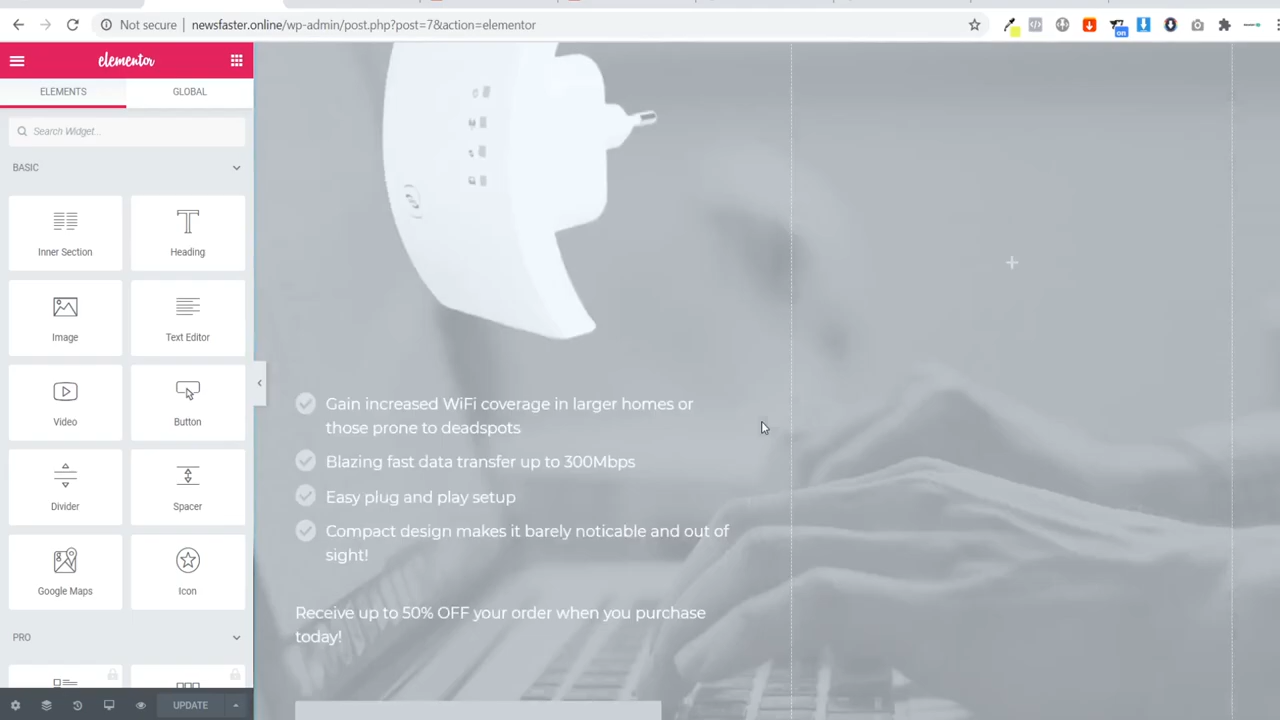 Not secure | newsfaster.online/wp-admin/post.php?post=7&action=elementor
on
elementor
ELEMENTS
GLOBAL
Search Widget...
BASIC
Inner Section
Heading
Image
Text Editor
Video
Button
Divider
Spacer
Google Maps
Icon
PRO
UPDATE
Gain increased WiFi coverage in larger homes or
those prone to deadspots
Blazing fast data transfer up to 300Mbps
Easy plug and play setup
Compact design makes it barely noticable and out of
sight!
Receive up to 50% OFF your order when you purchase
today!